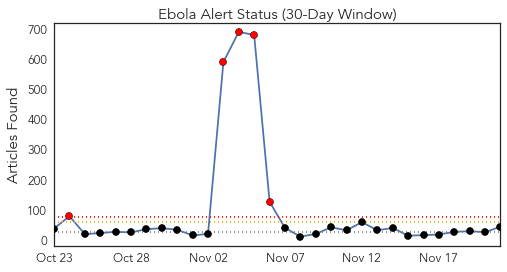 Ebola Alert Status (30-Day Window)
Articles Found
700
600
500
400
300
200
100
0
Oct 23
Oct 28
Nov 02
Nov 07
Nov 12
Nov 17